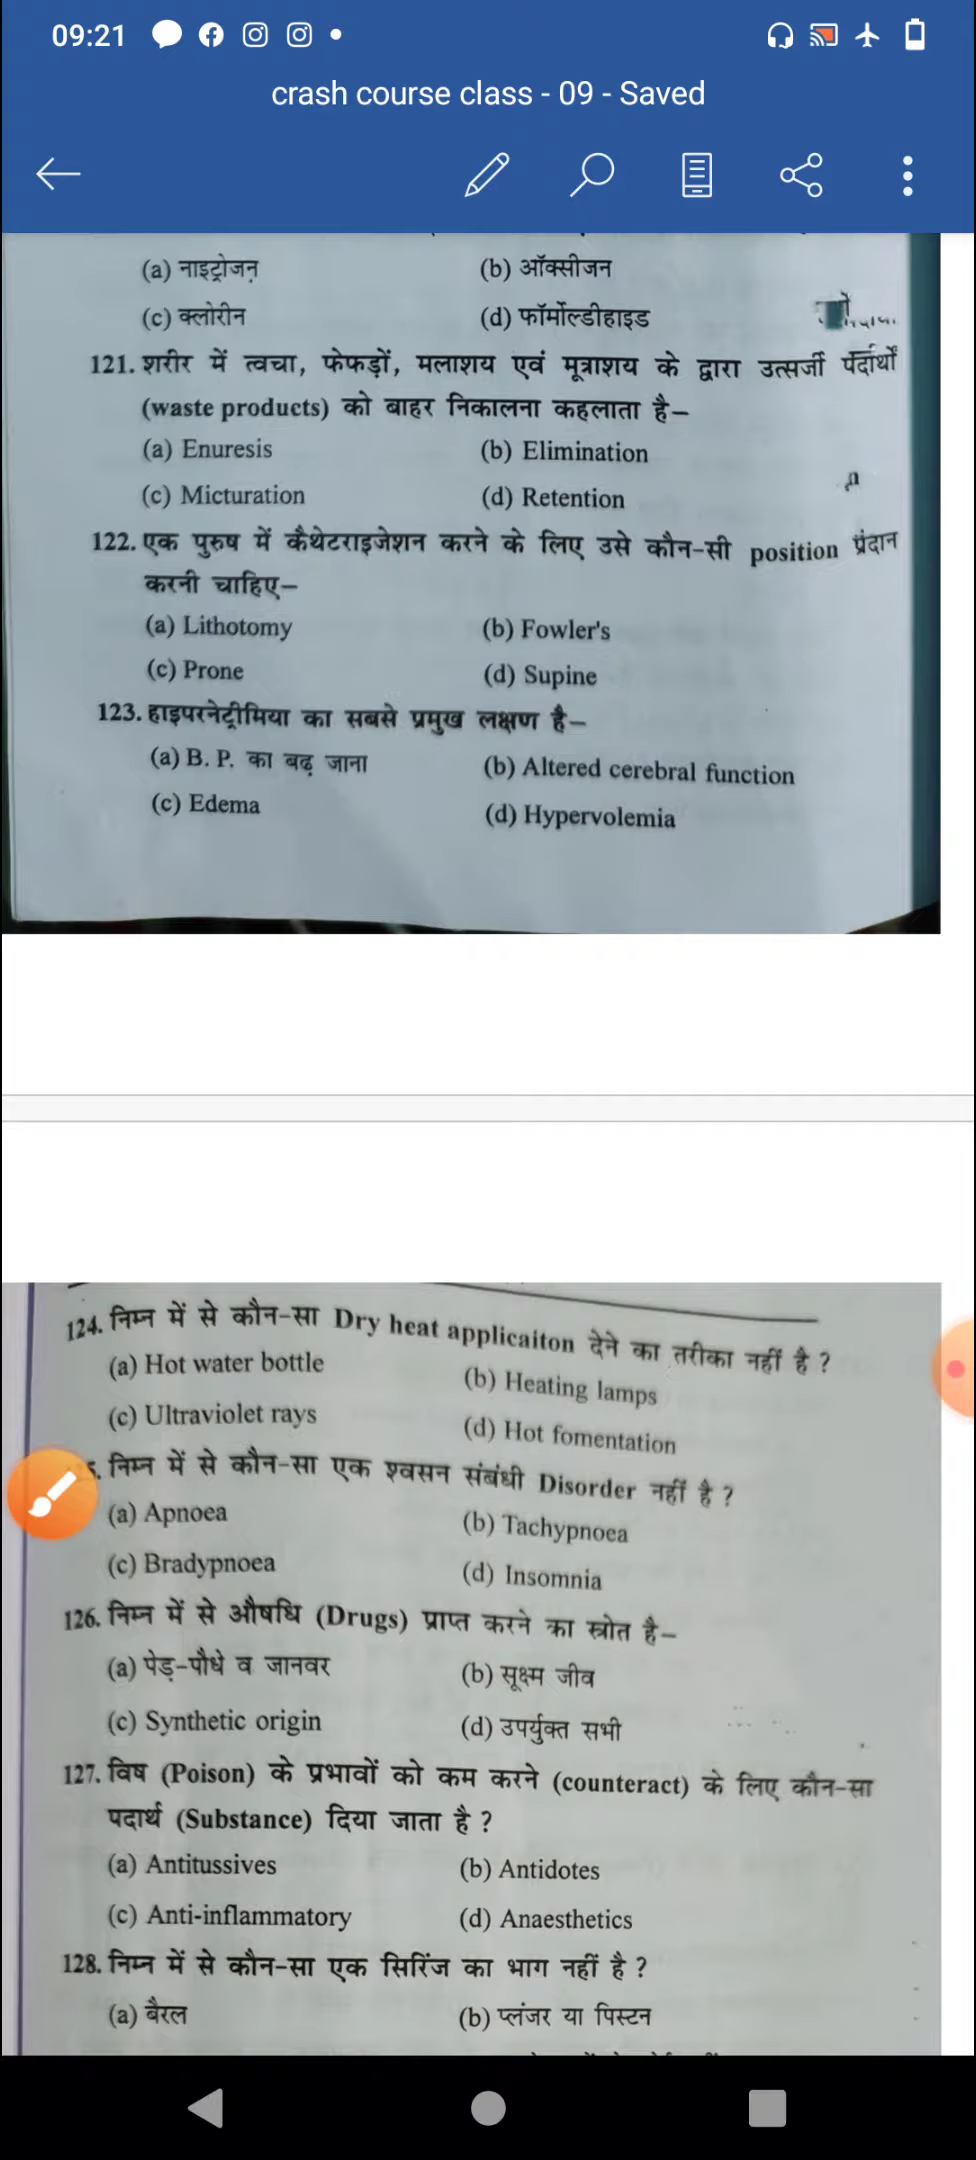 09:21
crash course class - 09 - Saved
(a) नाइट्रोजन (b) ऑक्सीजन
(c) क्लोरीन (d) फॉर्मोल्डीहाइड
121. शरीर में त्वचा, फेफड़ों, मलाशय एवं मूत्राशय के द्वारा उत्सर्जी पदार्थों
(waste products) को बाहर निकालना कहलाता है–
(a) Enuresis (b) Elimination
(c) Micturation (d) Retention
122. एक पुरुष में कैथेटराइजेशन करने के लिए उसे कौन-सी position प्रदान
करनी चाहिए–
(a) Lithotomy (b) Fowler's
(c) Prone (d) Supine
123. हाइपरनेट्रीमिया का सबसे प्रमुख लक्षण है–
(a) B. P. का बढ़ जाना (b) Altered cerebral function
(c) Edema (d) Hypervolemia
124. निम्न में से कौन-सा Dry heat applicaiton देने का तरीका नहीं है ?
(a) Hot water bottle (b) Heating lamps
(c) Ultraviolet rays (d) Hot fomentation
5. निम्न में से कौन-सा एक श्वसन संबंधी Disorder नहीं है ?
(a) Apnoea (b) Tachypnoea
(c) Bradypnoea (d) Insomnia
126. निम्न में से औषधि (Drugs) प्राप्त करने का स्त्रोत है–
(a) पेड़-पौधे व जानवर (b) सूक्ष्म जीव
(c) Synthetic origin (d) उपर्युक्त सभी
127. विष (Poison) के प्रभावों को कम करने (counteract) के लिए कौन-सा
पदार्थ (Substance) दिया जाता है ?
(a) Antitussives (b) Antidotes
(c) Anti-inflammatory (d) Anaesthetics
128. निम्न में से कौन-सा एक सिरिंज का भाग नहीं है ?
(a) बैरल (b) प्लंजर या पिस्टन